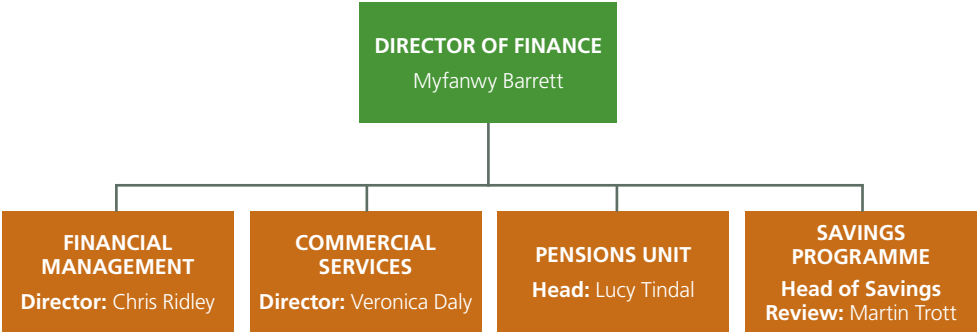 DIRECTOR OF FINANCE
Myfanwy Barrett
FINANCIAL
MANAGEMENT
Director: Chris Ridley
COMMERCIAL
SERVICES
Director: Veronica Daly
PENSIONS UNIT
Head: Lucy Tindal
SAVINGS
PROGRAMME
Head of Savings
Review: Martin Trott